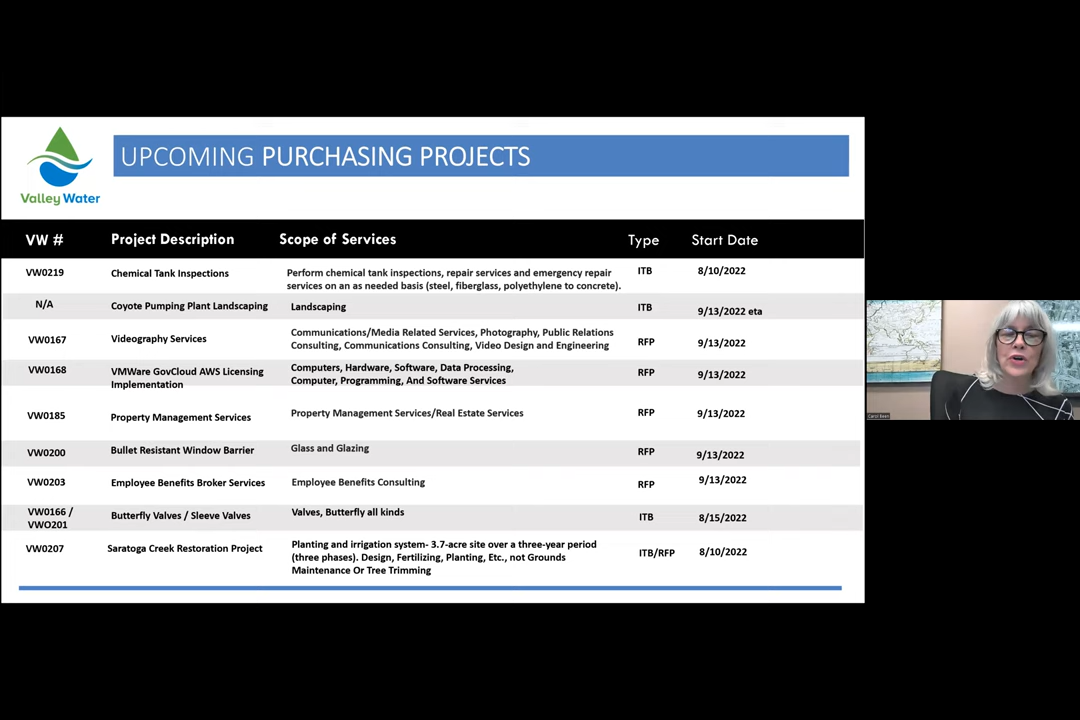 UPCOMING PURCHASING PROJECTS
Valley Water
VW # Project Description Scope of Services Type Start Date
VW0219 Chemical Tank Inspections Perform chemical tank inspections, repair services and emergency repair ITB 8/10/2022
services on an as needed basis (steel, fiberglass, polyethylene to concrete).
N/A Coyote Pumping Plant Landscaping Landscaping ITB 9/13/2022 eta
VW0167 Videography Services Communications/Media Related Services, Photography, Public Relations RFP 9/13/2022
Consulting, Communications Consulting, Video Design and Engineering
VW0168 VMWare GovCloud AWS Licensing Computers, Hardware, Software, Data Processing, RFP 9/13/2022
Implementation Computer, Programming, And Software Services
VW0185 Property Management Services Property Management Services/Real Estate Services RFP 9/13/2022
VW0200 Bullet Resistant Window Barrier Glass and Glazing RFP 9/13/2022
VW0203 Employee Benefits Broker Services Employee Benefits Consulting RFP 9/13/2022
VW0166 / Butterfly Valves / Sleeve Valves Valves, Butterfly all kinds ITB 8/15/2022
VWO201
VW0207 Saratoga Creek Restoration Project Planting and irrigation system- 3.7-acre site over a three-year period ITB/RFP 8/10/2022
(three phases). Design, Fertilizing, Planting, Etc., not Grounds
Maintenance Or Tree Trimming